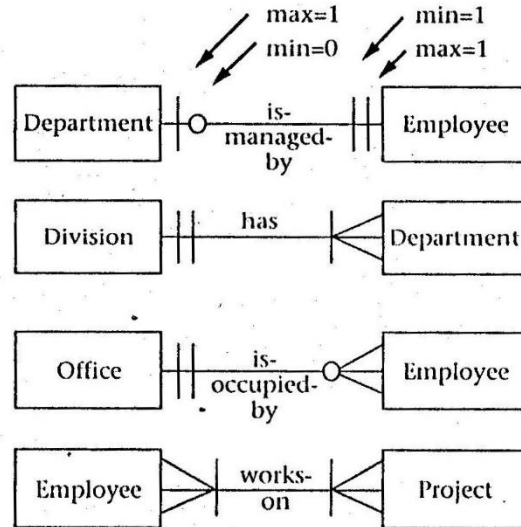 max=1 min=1
min=0 max=1
Department is- Employee
managed-
by
Division has Department
Office is- Employee
occupied-
by
Employee works- Project
on